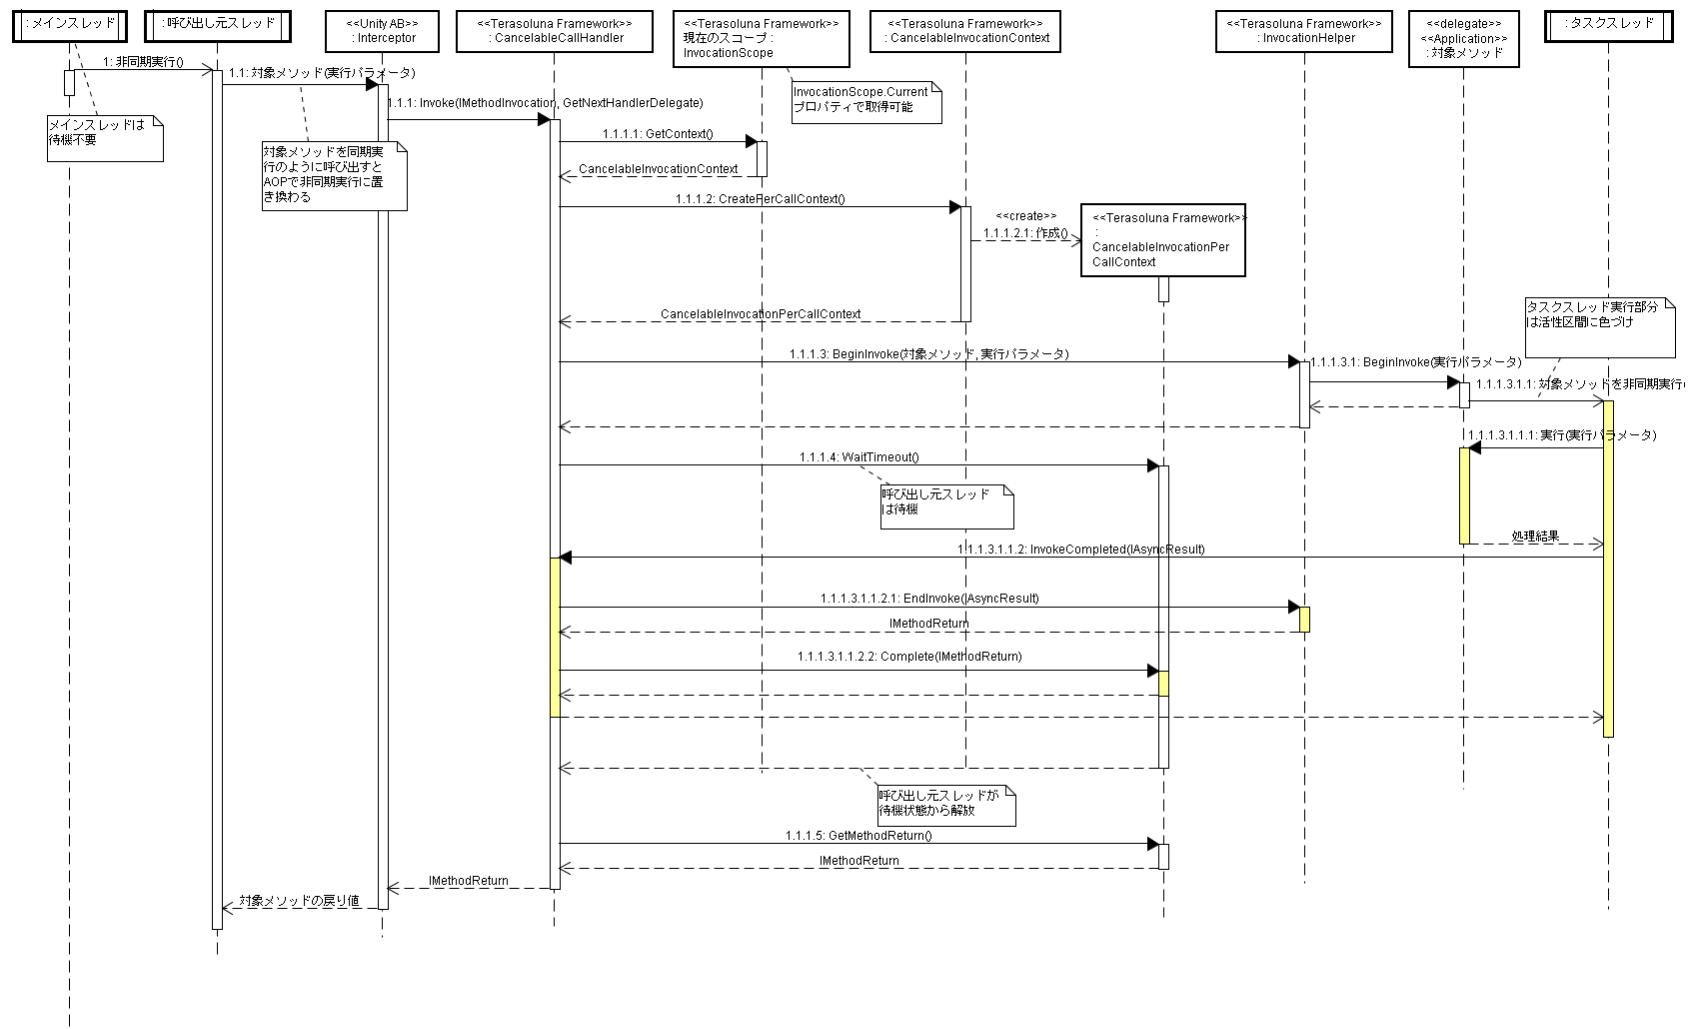 : メインスレッド
: 呼び出し元スレッド
<<Unity AB>>
: Interceptor
<<Terasoluna Framework>>
: CancelableCallHandler
<<Terasoluna Framework>>
現在のスコープ :
InvocationScope
<<Terasoluna Framework>>
: CancelableInvocationContext
<<Terasoluna Framework>>
: InvocationHelper
<<delegate>>
<<Application>>
: 対象メソッド
: タスクスレッド
1: 非同期実行()
1.1: 対象メソッド(実行パラメータ)
InvocationScope.Current
プロパティで取得可能
1.1.1: Invoke(IMethodInvocation, GetNextHandlerDelegate)
メインスレッドは
待機不要
1.1.1.1: GetContext()
対象メソッドを同期実
行のように呼び出すと
AOPで非同期実行に置
き換わる
CancelableInvocationContext
1.1.1.2: CreatePerCallContext()
<<create>>
1.1.1.2.1: 作成()
<<Terasoluna Framework>>
:
CancelableInvocationPer
CallContext
CancelableInvocationPerCallContext
タスクスレッド実行部分
は活性区間に色づけ
1.1.1.3: BeginInvoke(対象メソッド, 実行パラメータ)
1.1.1.3.1: BeginInvoke(実行パラメータ)
1.1.1.3.1.1: 対象メソッドを非同期実行(
1.1.1.3.1.1.1: 実行(実行パラメータ)
1.1.1.4: WaitTimeout()
呼び出し元スレッド
は待機
処理結果
1.1.1.3.1.1.2: InvokeCompleted(IAsyncResult)
1.1.1.3.1.1.2.1: EndInvoke(IAsyncResult)
IMethodReturn
1.1.1.3.1.1.2.2: Complete(IMethodReturn)
呼び出し元スレッドが
待機状態から解放
1.1.1.5: GetMethodReturn()
IMethodReturn
IMethodReturn
対象メソッドの戻り値